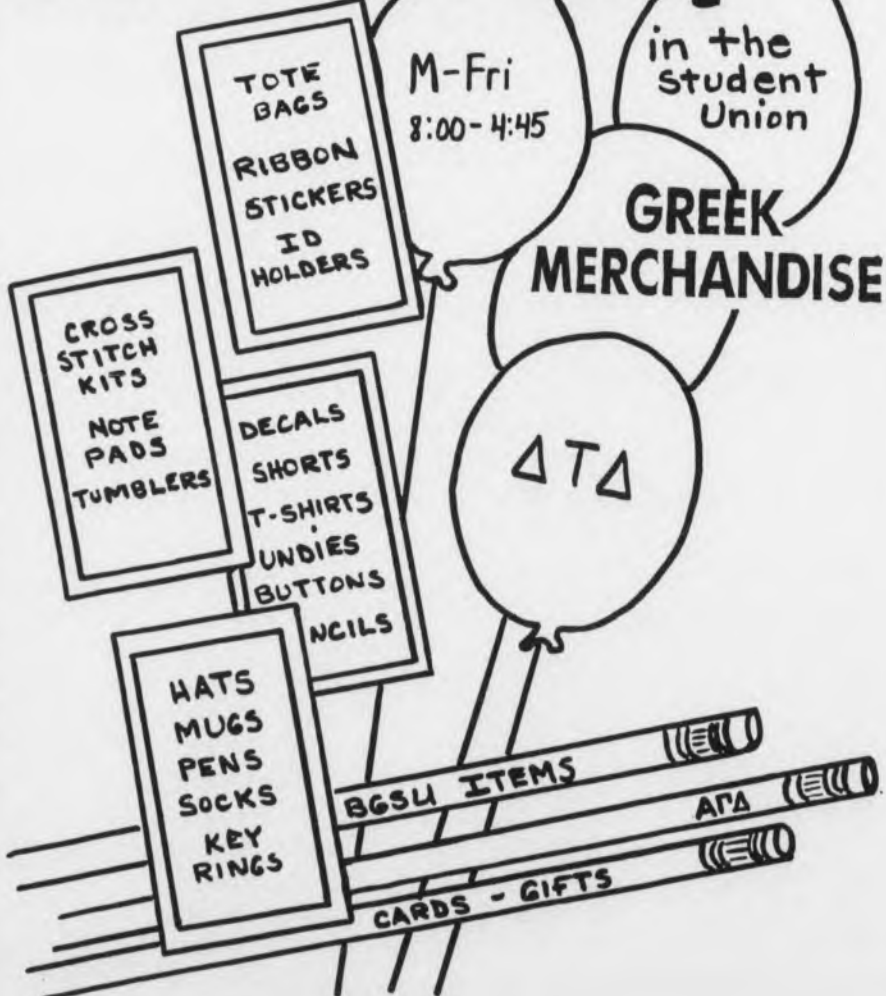 M-Fri
8:00-4:45
in the
Student
Union
GREEK
MERCHANDISE
TOTE
BAGS
RIBBON
STICKERS
ID
HOLDERS
CROSS
STITCH
KITS
NOTE
PADS
TUMBLERS
DECALS
SHORTS
T-SHIRTS
UNDIES
BUTTONS
NCILS
ΔΤΔ
HATS
MUGS
PENS
SOCKS
KEY
RINGS
BGSU ITEMS
ΑΓΔ
CARDS - GIFTS